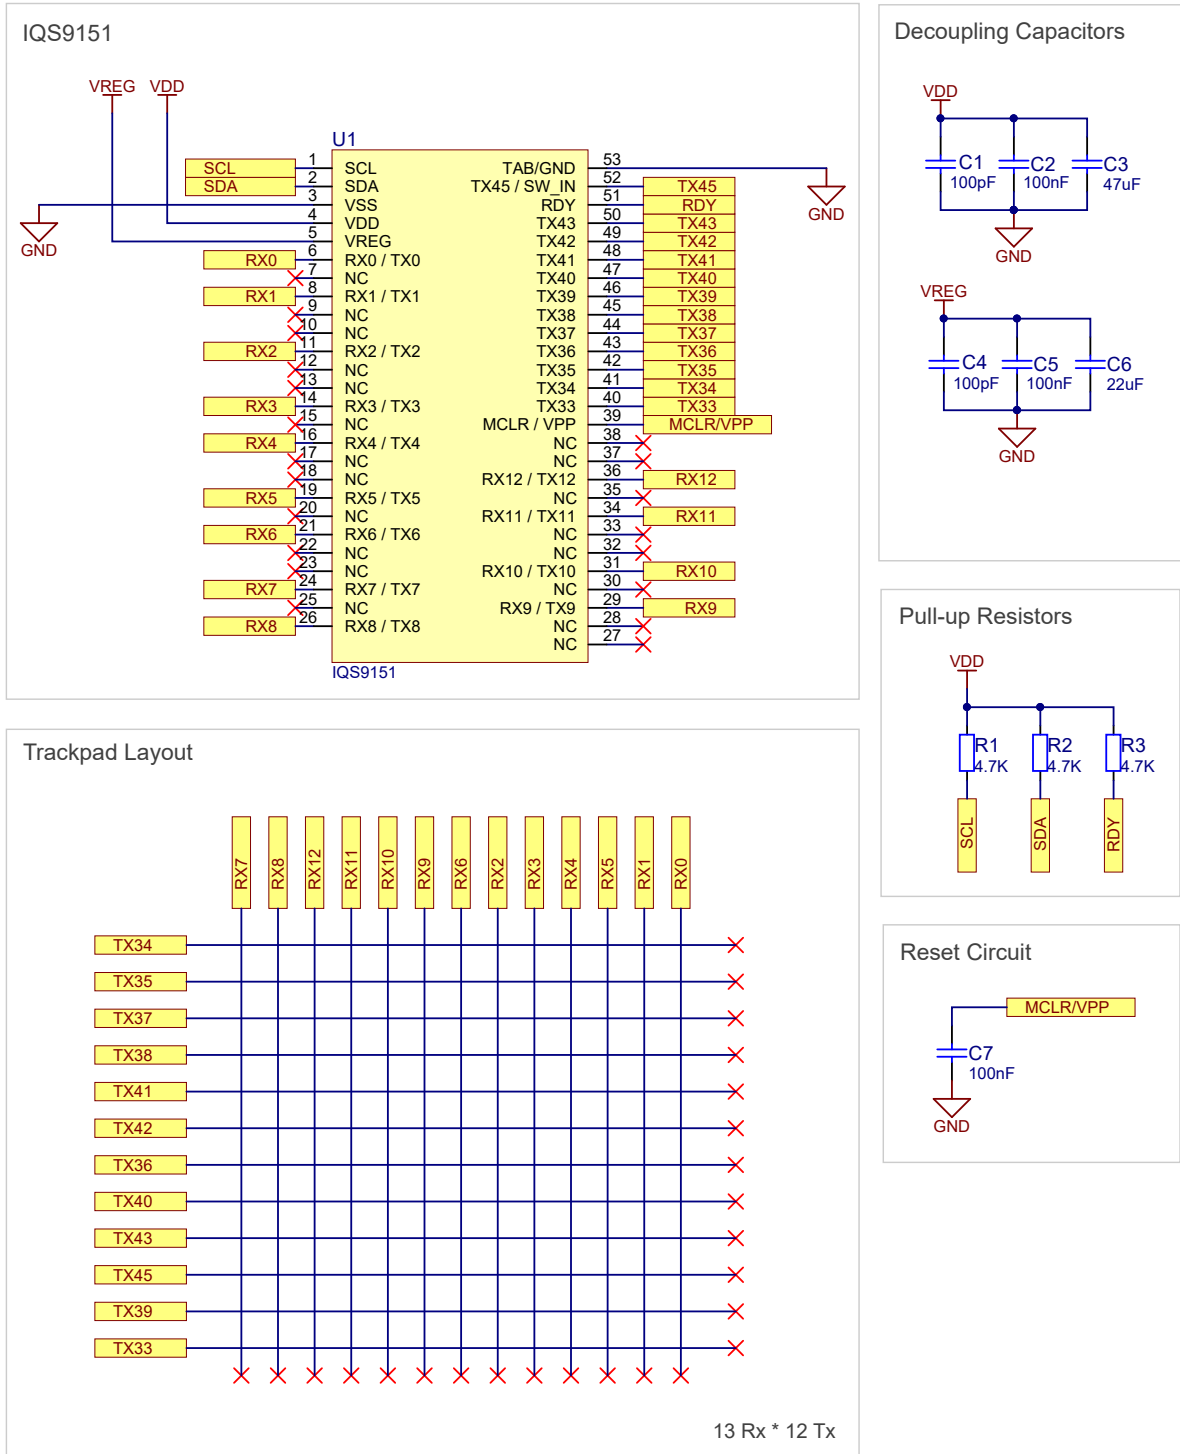 IQS9151
VREG VDD
U1
SCL 1 SCL TAB/GND 53
SDA 2 SDA TX45 / SW_IN 52 TX45
3 VSS RDY 51 RDY
4 VDD TX43 50 TX43
5 VREG TX42 49 TX42
RX0 6 RX0 / TX0 TX41 48 TX41
7 NC TX40 47 TX40
RX1 8 RX1 / TX1 TX39 46 TX39
9 NC TX38 45 TX38
10 NC TX37 44 TX37
RX2 11 RX2 / TX2 TX36 43 TX36
12 NC TX35 42 TX35
13 NC TX34 41 TX34
RX3 14 RX3 / TX3 TX33 40 TX33
15 NC MCLR / VPP 39 MCLR/VPP
RX4 16 RX4 / TX4 NC 38
17 NC NC 37
18 NC RX12 / TX12 36 RX12
RX5 19 RX5 / TX5 NC 35
20 NC RX11 / TX11 34 RX11
RX6 21 RX6 / TX6 NC 33
22 NC NC 32
23 NC RX10 / TX10 31 RX10
RX7 24 RX7 / TX7 NC 30
25 NC RX9 / TX9 29 RX9
RX8 26 RX8 / TX8 NC 28
NC 27
GND
GND
IQS9151
Decoupling Capacitors
VDD
C1 C2 C3
100pF 100nF 47uF
GND
VREG
C4 C5 C6
100pF 100nF 22uF
GND
Pull-up Resistors
VDD
R1 R2 R3
4.7K 4.7K 4.7K
SCL SDA RDY
Reset Circuit
MCLR/VPP
C7
100nF
GND
Trackpad Layout
RX7 RX8 RX12 RX11 RX10 RX9 RX6 RX2 RX3 RX4 RX5 RX1 RX0
TX34
TX35
TX37
TX38
TX41
TX42
TX36
TX40
TX43
TX45
TX39
TX33
13 Rx * 12 Tx